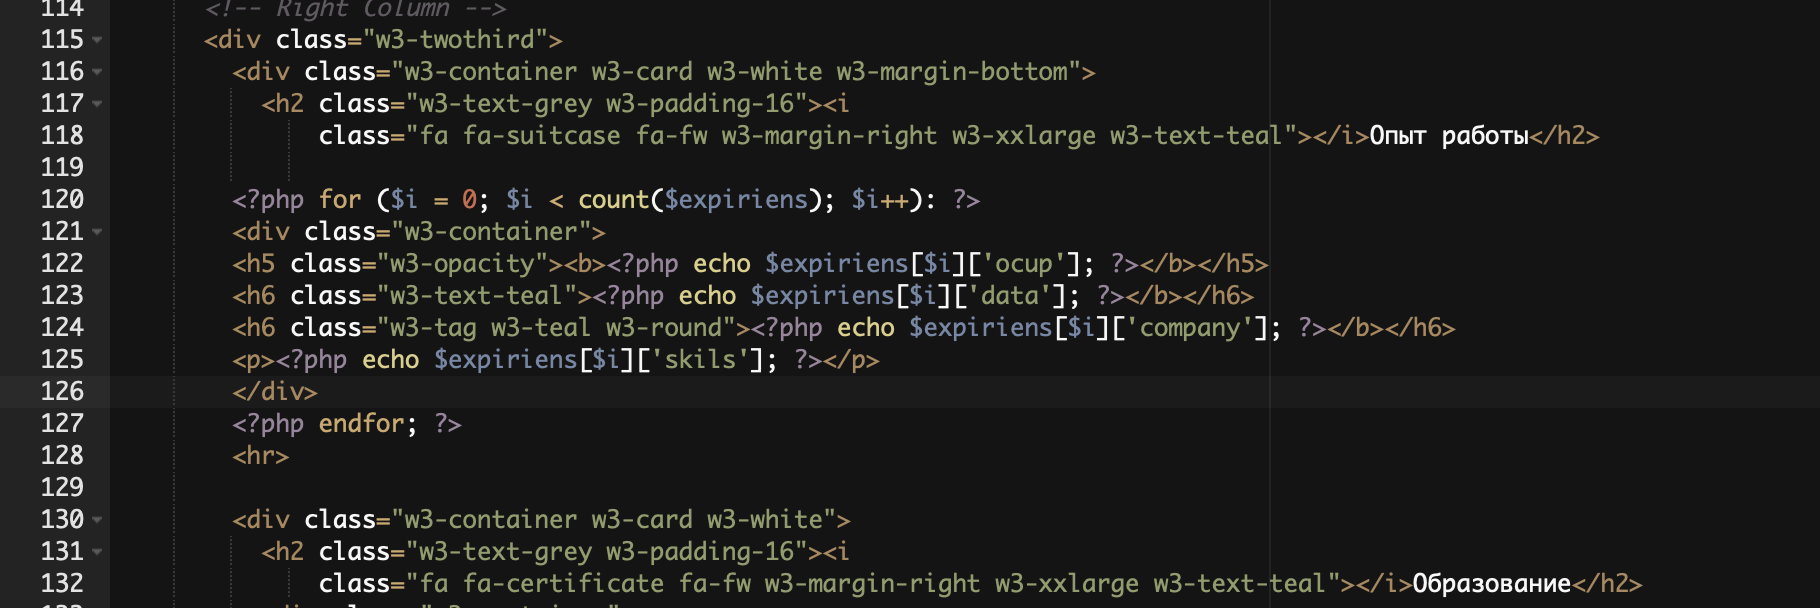 114 <!-- Right Column -->
115 <div class="w3-twothird">
116 <div class="w3-container w3-card w3-white w3-margin-bottom">
117 <h2 class="w3-text-grey w3-padding-16"><i
118 class="fa fa-suitcase fa-fw w3-margin-right w3-xxlarge w3-text-teal"></i>Опыт работы</h2>
119
120 <?php for ($i = 0; $i < count($expiriens); $i++): ?>
121 <div class="w3-container">
122 <h5 class="w3-opacity"><b><?php echo $expiriens[$i]['ocup']; ?></b></h5>
123 <h6 class="w3-text-teal"><?php echo $expiriens[$i]['data']; ?></b></h6>
124 <h6 class="w3-tag w3-teal w3-round"><?php echo $expiriens[$i]['company']; ?></b></h6>
125 <p><?php echo $expiriens[$i]['skils']; ?></p>
126 </div>
127 <?php endfor; ?>
128 <hr>
129
130 <div class="w3-container w3-card w3-white">
131 <h2 class="w3-text-grey w3-padding-16"><i
132 class="fa fa-certificate fa-fw w3-margin-right w3-xxlarge w3-text-teal"></i>Образование</h2>